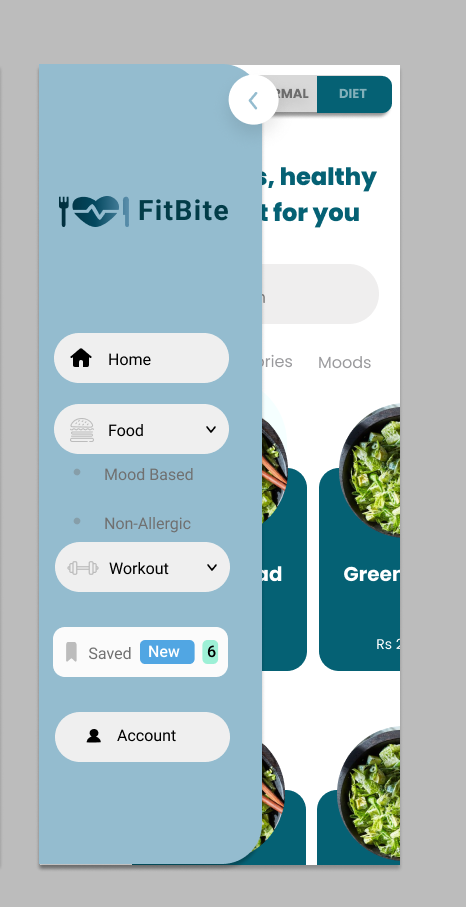 RMAL DIET
s, healthy
t for you
FitBite
ories Moods
Home
Food
Mood Based
Non-Allergic
Workout
ad Green
Rs 2
Saved New 6
Account